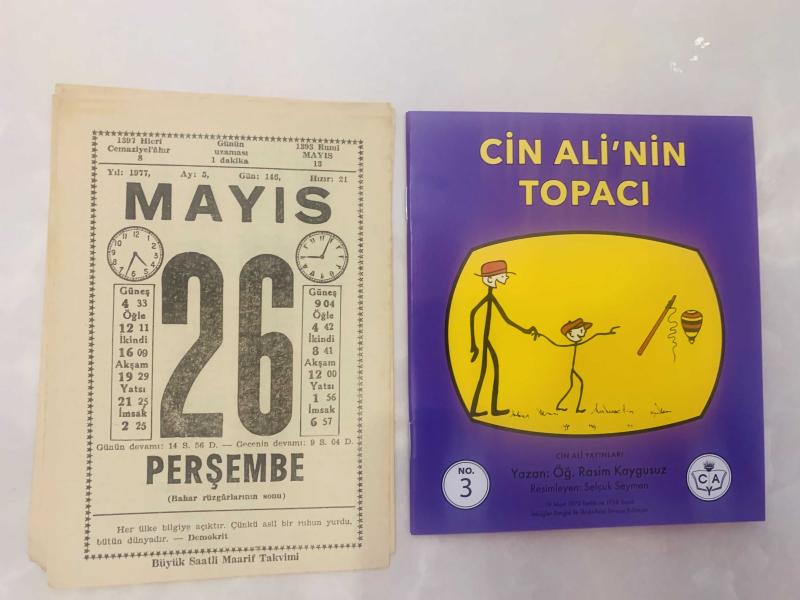 1397 Hicri
Cemaziyel'âhır
8
Günün
uzaması
1 dakika
1393 Rumi
MAYIS
13
Yıl: 1977, Ay: 5, Gün: 146, Hızır: 21
MAYIS
26
Güneş
4 33
Öğle
12 11
İkindi
16 09
Akşam
19 29
Yatsı
21 25
İmsak
2 25
Güneş
9 04
Öğle
4 42
İkindi
8 41
Akşam
12 00
Yatsı
1 56
İmsak
6 57
Günün devamı: 14 S. 56 D. — Gecenin devamı: 9 S. 04 D.
PERŞEMBE
(Bahar rüzgârlarının sonu)
Her ülke bilgiye açıktır. Çünkü asil bir ruhun yurdu,
bütün dünyadır. — Demokrit
Büyük Saatli Maarif Takvimi
CİN ALİ'NİN
TOPACI
CİN ALİ YAYINLARI
Yazan: Öğ. Rasim Kaygusuz
Resimleyen: Selçuk Seymen
NO.
3
C A
Y